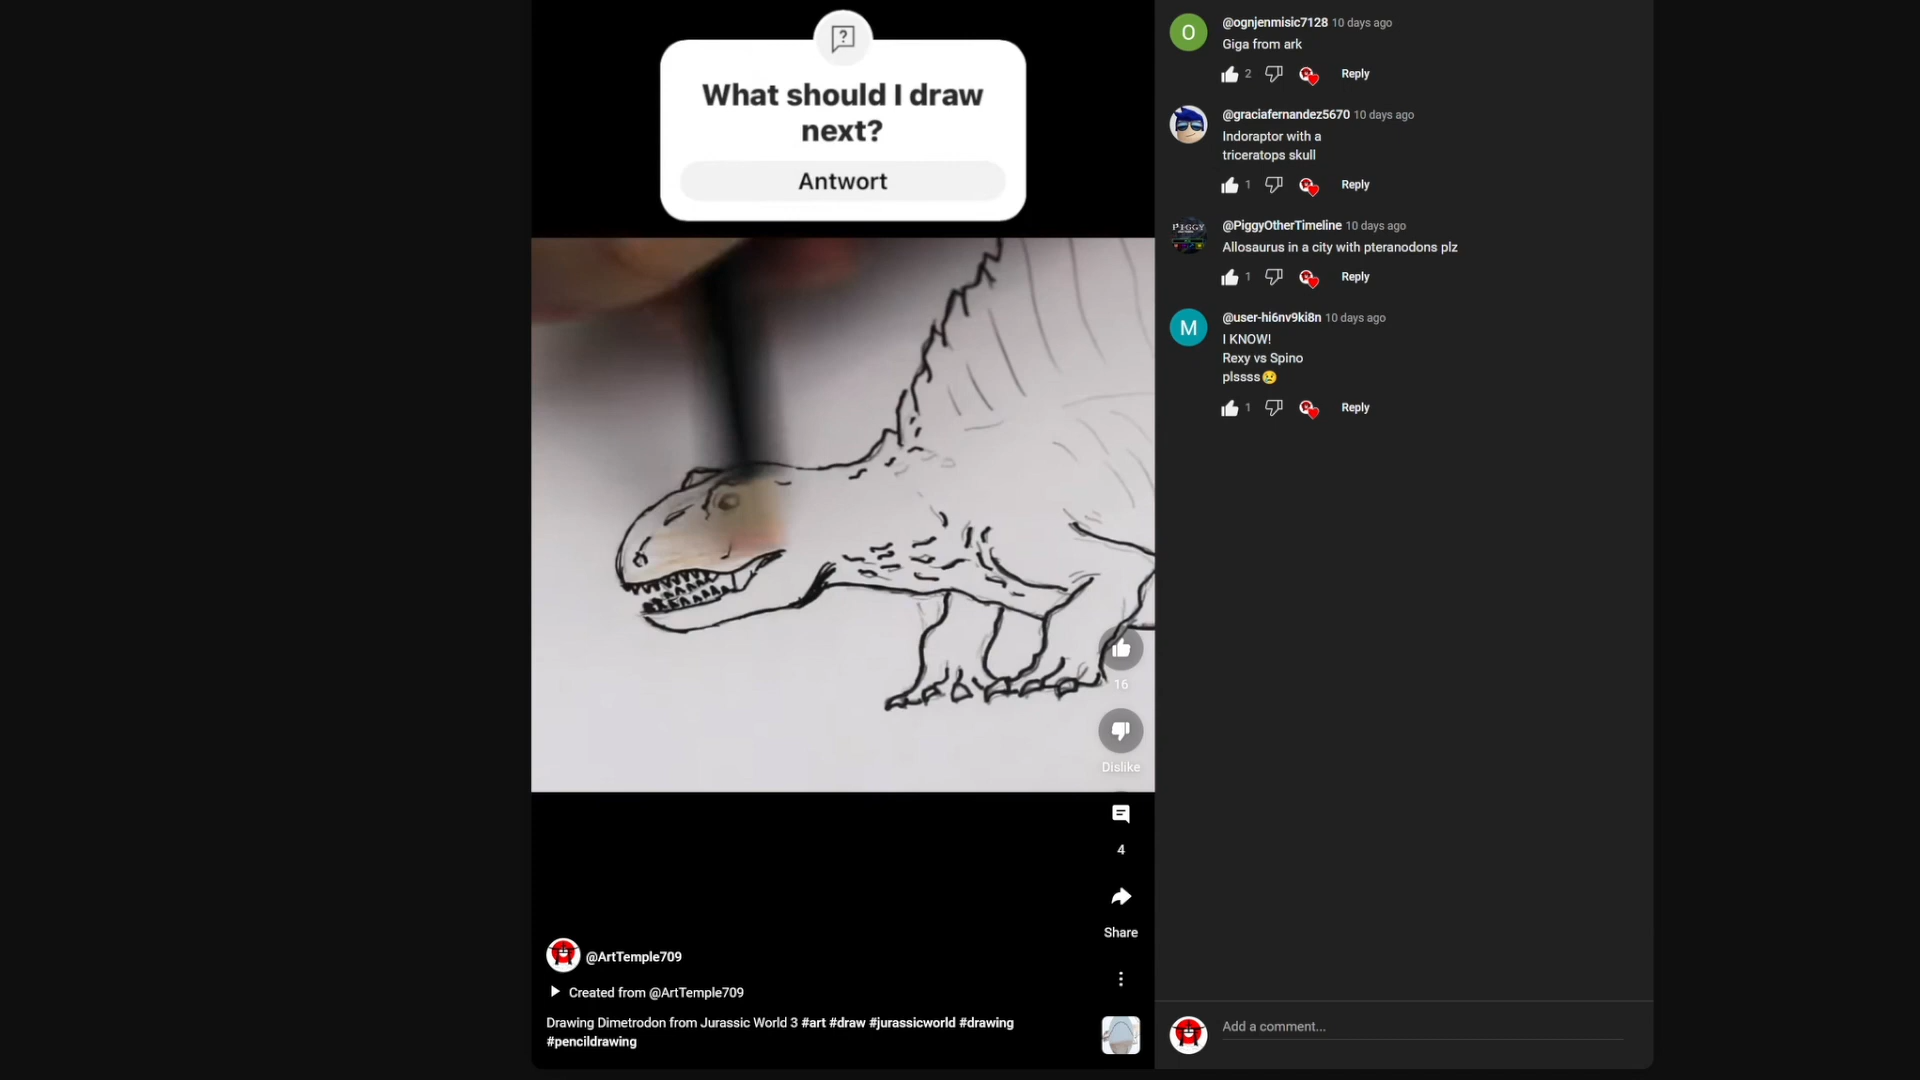 What should I draw
next?
Antwort
16
Dislike
4
Share
@ArtTemple709
Created from @ArtTemple709
Drawing Dimetrodon from Jurassic World 3 #art #draw #jurassicworld #drawing
#pencildrawing
O
@ognjenmisic7128 10 days ago
Giga from ark
2 Reply
@graciafernandez5670 10 days ago
Indoraptor with a
triceratops skull
1 Reply
PIGGY
@PiggyOtherTimeline 10 days ago
Allosaurus in a city with pteranodons plz
1 Reply
M
@user-hi6nv9ki8n 10 days ago
I KNOW!
Rexy vs Spino
plssss😢
1 Reply
Add a comment...